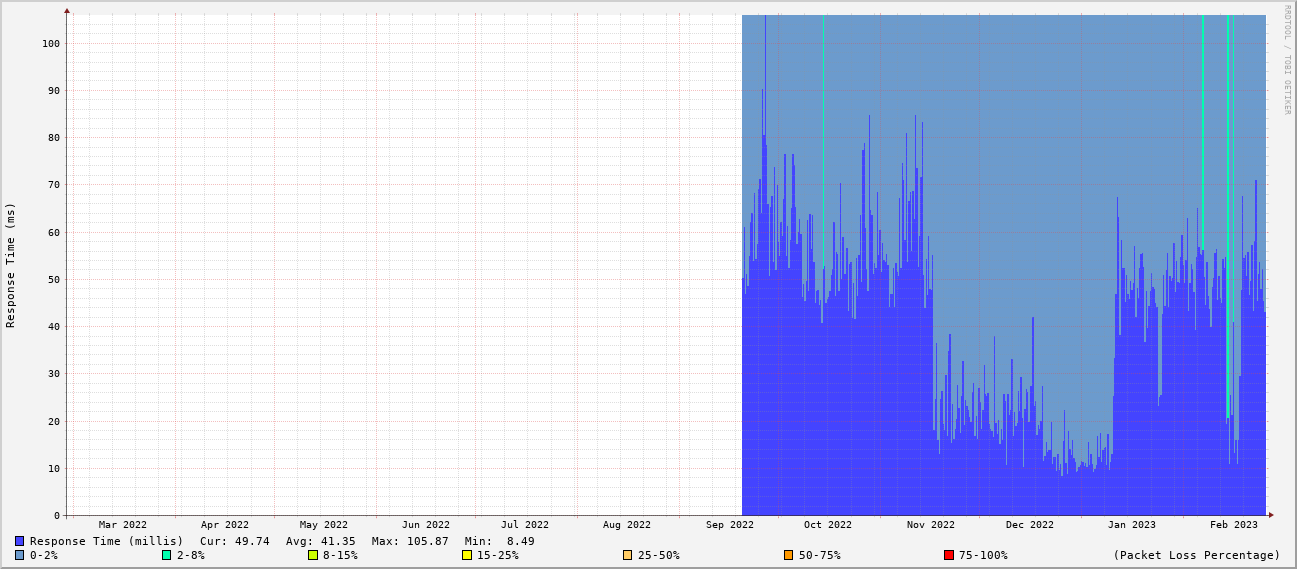 RRDTOOL / TOBI OETIKER
Response Time (ms)
100
90
80
70
60
50
40
30
20
10
0
Mar 2022 Apr 2022 May 2022 Jun 2022 Jul 2022 Aug 2022 Sep 2022 Oct 2022 Nov 2022 Dec 2022 Jan 2023 Feb 2023
Response Time (millis) Cur: 49.74 Avg: 41.35 Max: 105.87 Min: 8.49
0-2% 2-8% 8-15% 15-25% 25-50% 50-75% 75-100% (Packet Loss Percentage)